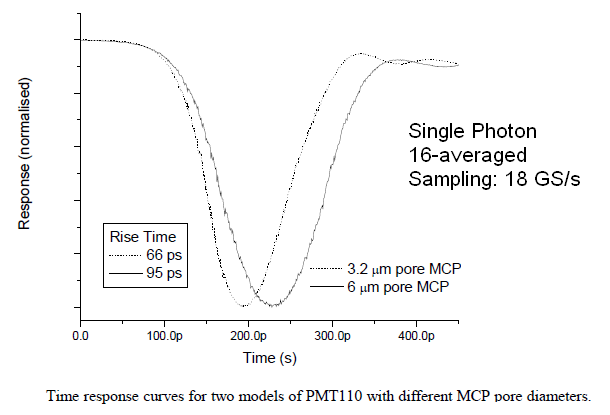 Response (normalised)
Single Photon
16-averaged
Sampling: 18 GS/s
Rise Time
66 ps
95 ps
3.2 μm pore MCP
6 μm pore MCP
0.0 100.0p 200.0p 300.0p 400.0p
Time (s)
Time response curves for two models of PMT110 with different MCP pore diameters.